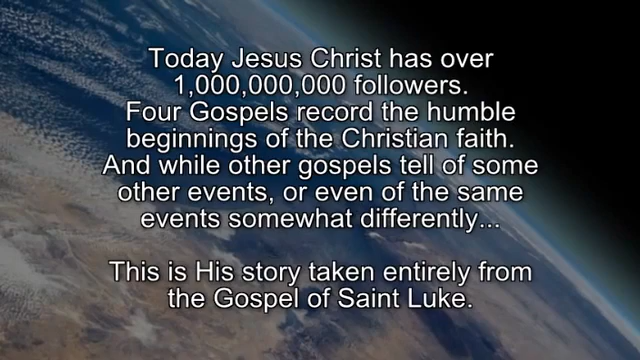 Today Jesus Christ has over
1,000,000,000 followers.
Four Gospels record the humble
beginnings of the Christian faith.
And while other gospels tell of some
other events, or even of the same
events somewhat differently...
This is His story taken entirely from
the Gospel of Saint Luke.